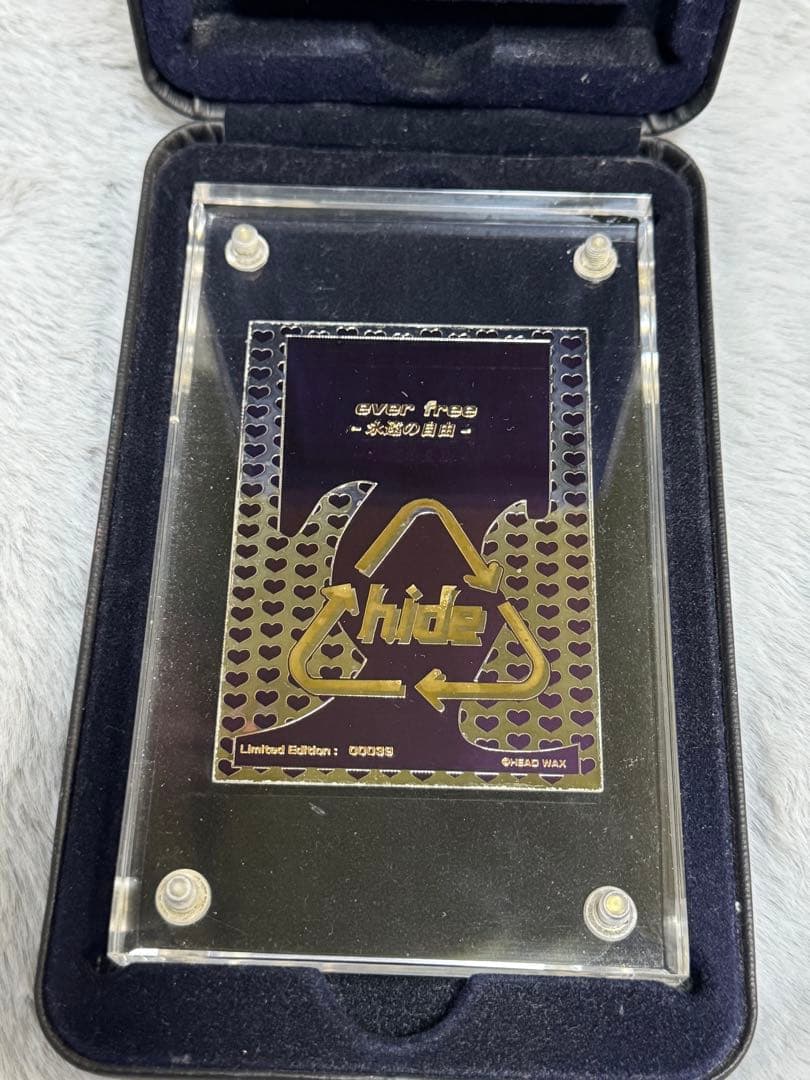 ever free
- 永遠の自由 -
hide
Limited Edition : 00039
©HEAD WAX